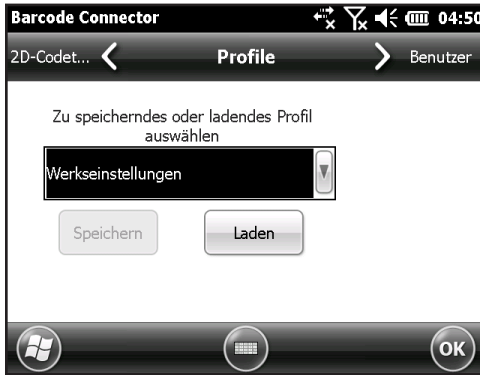 Barcode Connector 04:50
2D-Codet... Profile Benutzer
Zu speicherndes oder ladendes Profil
auswählen
Werkseinstellungen
Speichern Laden
OK